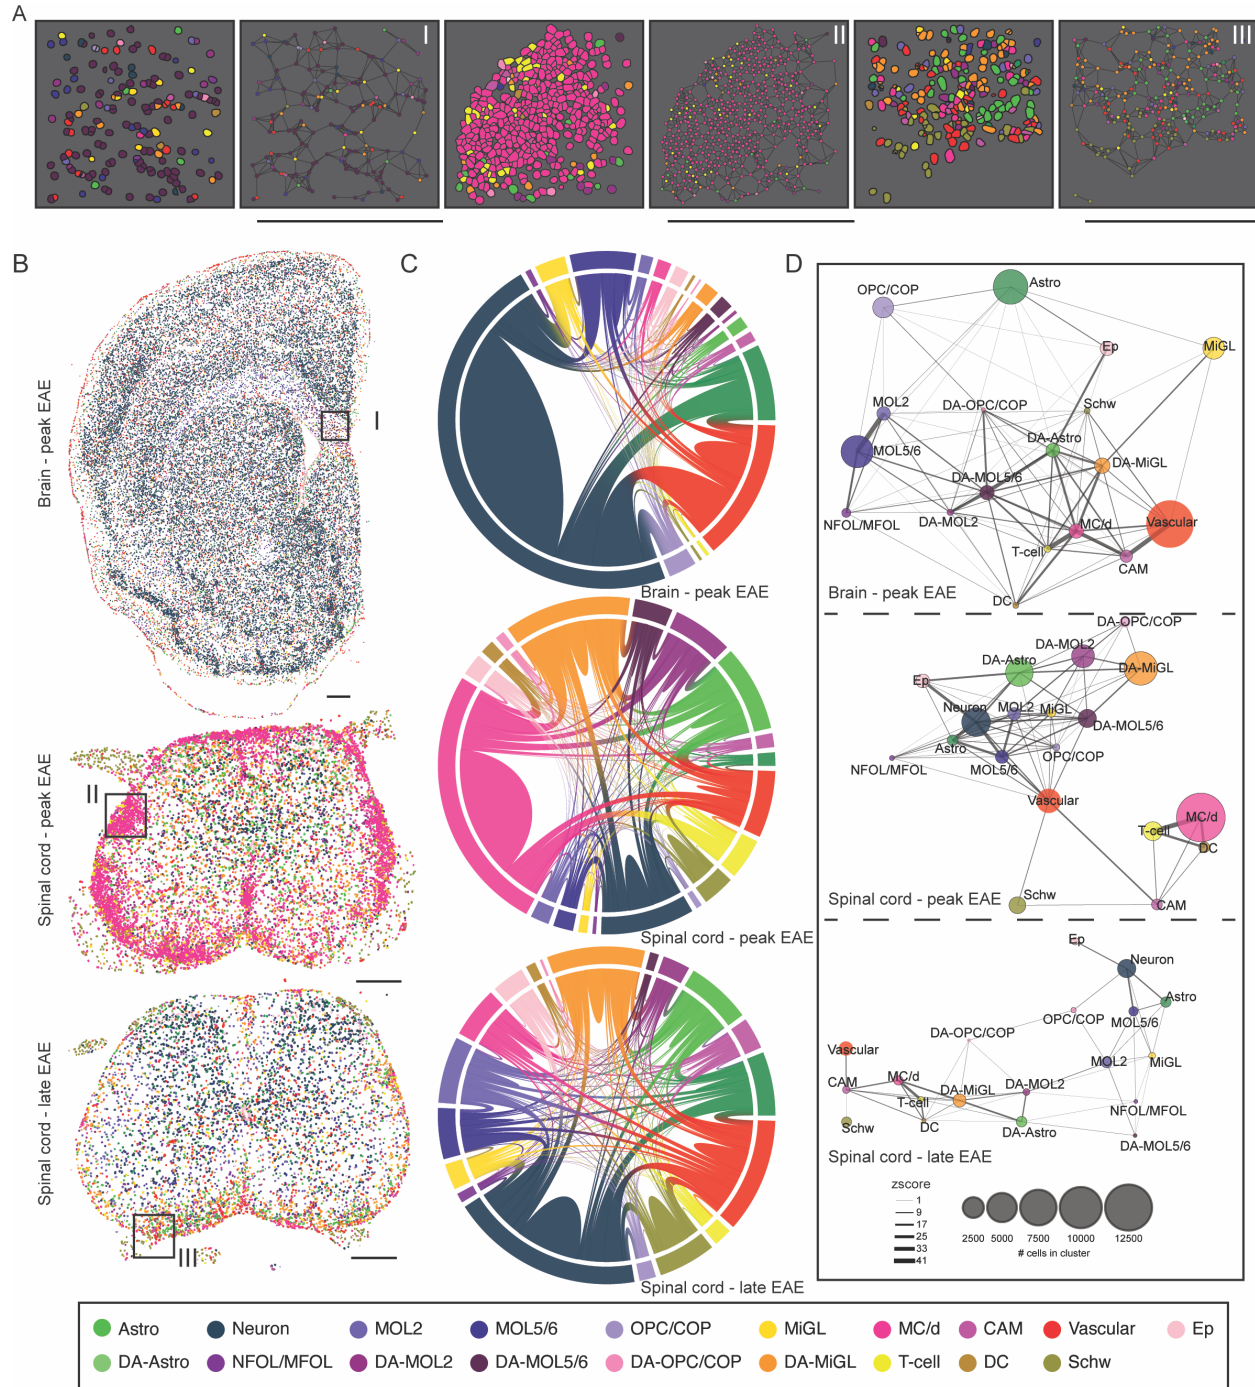 A
I
II
III
B
C
D
Brain - peak EAE
I
Brain - peak EAE
OPC/COP
Astro
Ep
MiGL
MOL2
DA-OPC/COP
Schw
MOL5/6
DA-Astro
DA-MiGL
DA-MOL5/6
NFOL/MFOL
DA-MOL2
MC/d
Vascular
T-cell
CAM
DC
Brain - peak EAE
Spinal cord - peak EAE
II
Spinal cord - peak EAE
DA-OPC/COP
DA-MOL2
DA-Astro
DA-MiGL
Ep
Neuron
MOL2
MiGL
DA-MOL5/6
Astro
OPC/COP
NFOL/MFOL
MOL5/6
Vascular
MC/d
T-cell
DC
Schw
CAM
Spinal cord - peak EAE
Spinal cord - late EAE
III
Spinal cord - late EAE
Ep
Neuron
Astro
OPC/COP
MOL5/6
DA-OPC/COP
Vascular
MOL2
MiGL
CAM
MC/d
DA-MiGL
DA-MOL2
T-cell
NFOL/MFOL
Schw
DC
DA-Astro
DA-MOL5/6
Spinal cord - late EAE
zscore
1
9
17
25
33
41
2500 5000 7500 10000 12500
# cells in cluster
Astro Neuron MOL2 MOL5/6 OPC/COP MiGL MC/d CAM Vascular Ep
DA-Astro NFOL/MFOL DA-MOL2 DA-MOL5/6 DA-OPC/COP DA-MiGL T-cell DC Schw